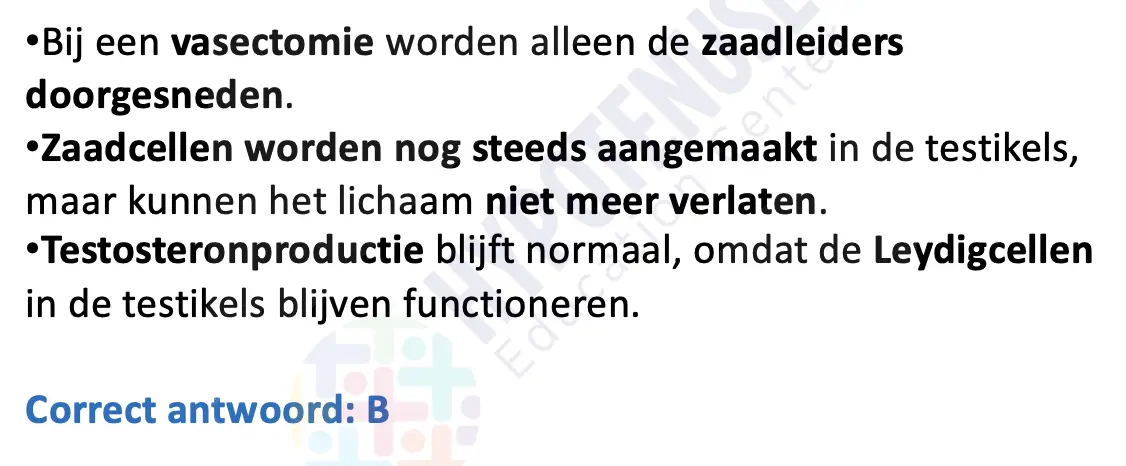 •Bij een vasectomie worden alleen de zaadleiders
doorgesneden.
•Zaadcellen worden nog steeds aangemaakt in de testikels,
maar kunnen het lichaam niet meer verlaten.
•Testosteronproductie blijft normaal, omdat de Leydigcellen
in de testikels blijven functioneren.
Correct antwoord: B
HYPOTENUSE
Education Center